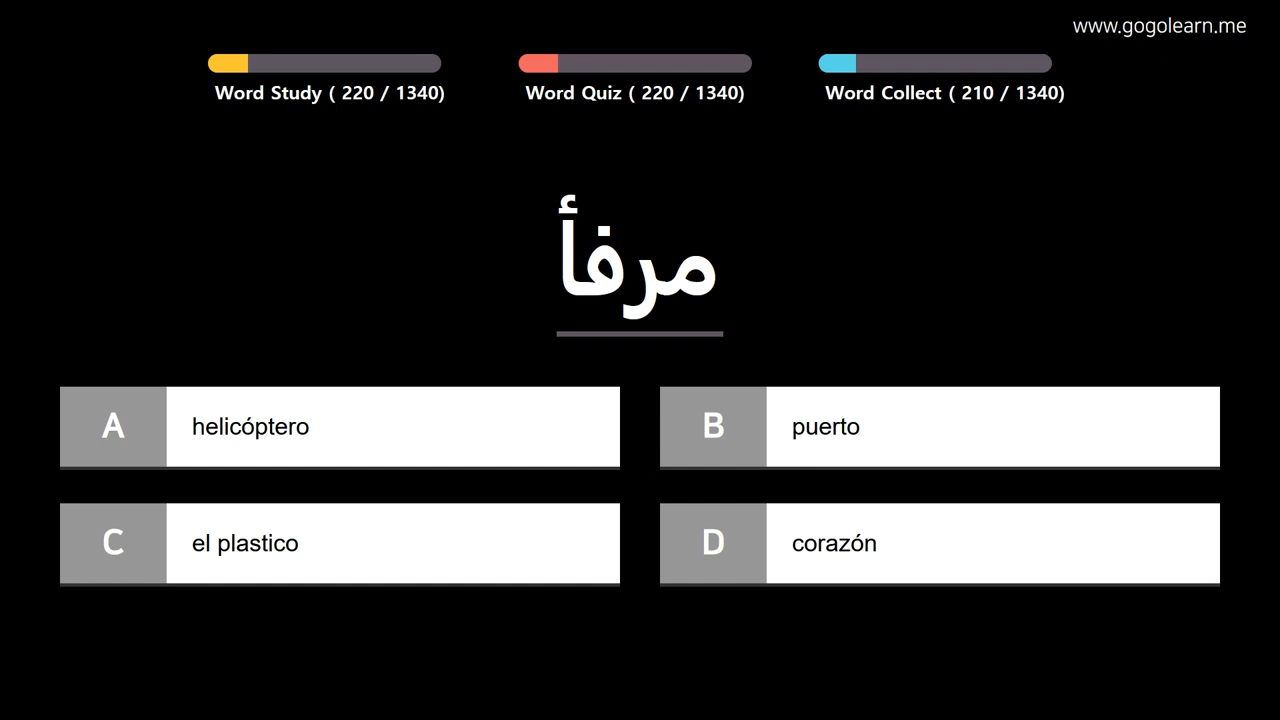 www.gogolearn.me
Word Study ( 220 / 1340)
Word Quiz ( 220 / 1340)
Word Collect ( 210 / 1340)
مرفأ
A helicóptero
B puerto
C el plastico
D corazón